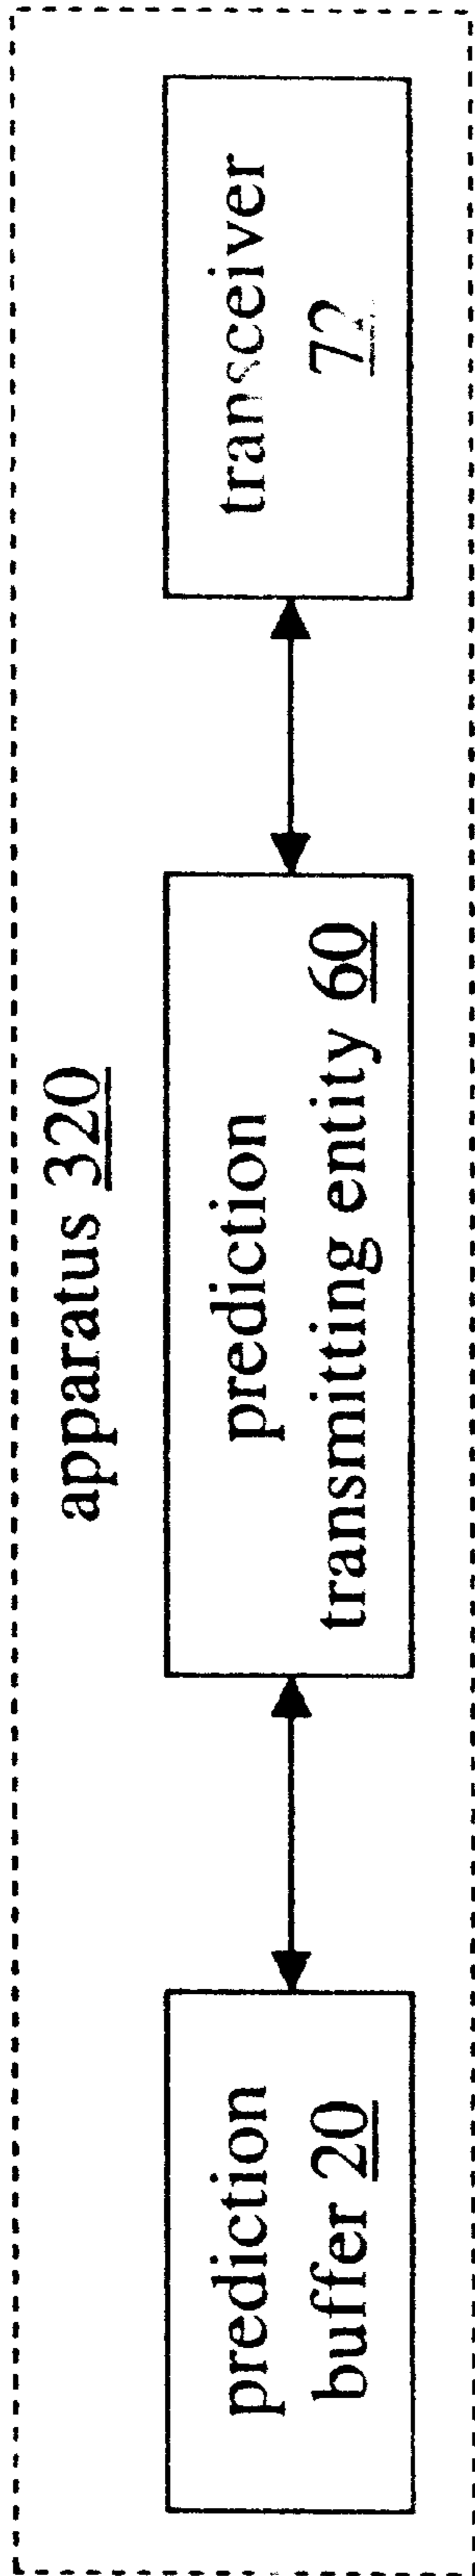 apparatus 320
prediction
buffer 20
prediction
transmitting entity 60
transceiver
72